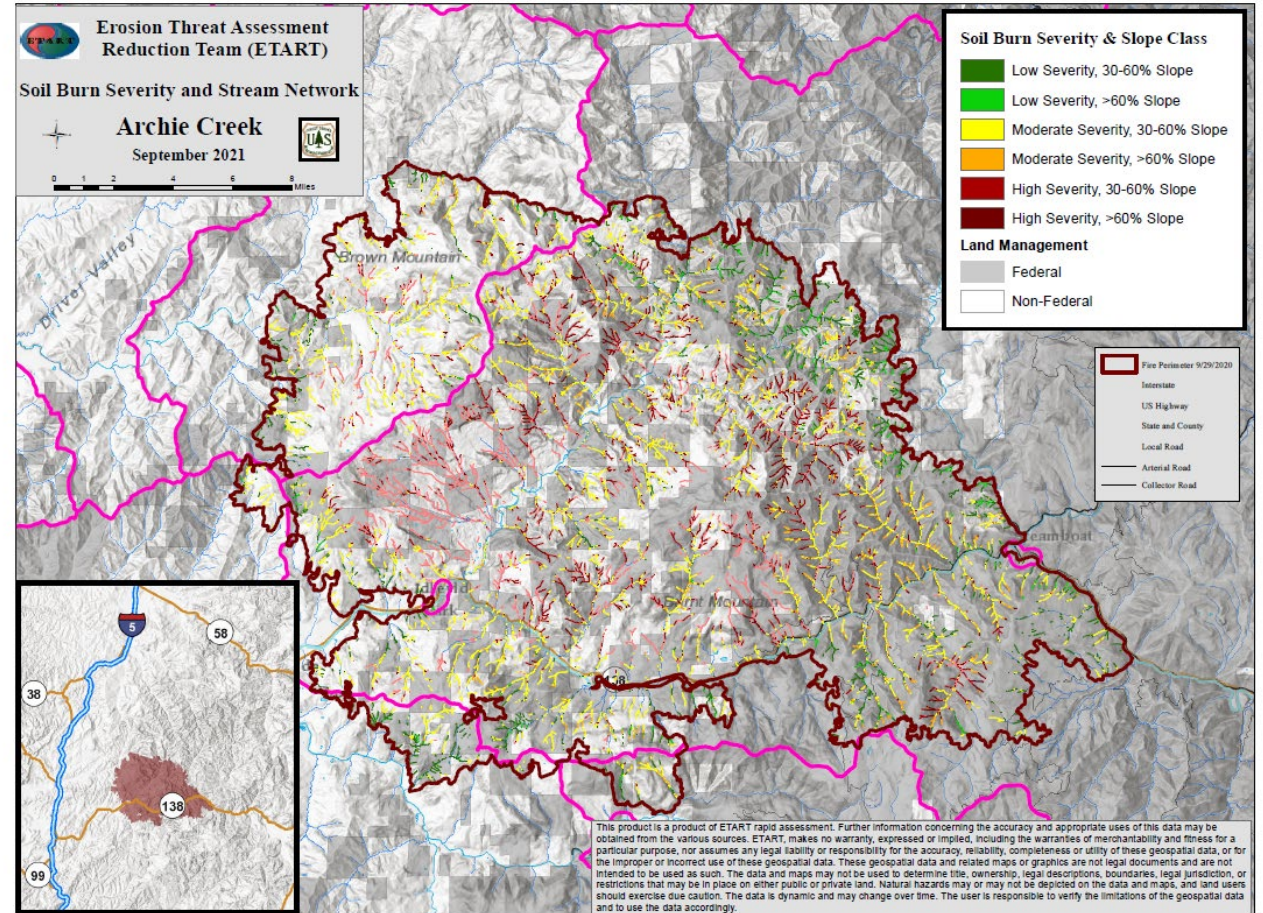 ETART
Erosion Threat Assessment
Reduction Team (ETART)
Soil Burn Severity and Stream Network
Archie Creek
September 2021
UAS
0 1 2 4 6 8
Miles
Soil Burn Severity & Slope Class
Low Severity, 30-60% Slope
Low Severity, >60% Slope
Moderate Severity, 30-60% Slope
Moderate Severity, >60% Slope
High Severity, 30-60% Slope
High Severity, >60% Slope
Land Management
Federal
Non-Federal
Fire Perimeter 9/29/2020
Interstate
US Highway
State and County
Local Road
Arterial Road
Collector Road
Driver Valley
Brown Mountain
Mountain
138
5
58
38
138
99
This product is a product of ETART rapid assessment. Further information concerning the accuracy and appropriate uses of this data may be
obtained from the various sources. ETART, makes no warranty, expressed or implied, including the warranties of merchantability and fitness for a
particular purpose, nor assumes any legal liability or responsibility for the accuracy, reliability, completeness or utility of these geospatial data, or for
the improper or incorrect use of these geospatial data. These geospatial data and related maps or graphics are not legal documents and are not
intended to be used as such. The data and maps may not be used to determine title, ownership, legal descriptions, boundaries, legal jurisdiction, or
restrictions that may be in place on either public or private land. Natural hazards may or may not be depicted on the data and maps, and land users
should exercise due caution. The data is dynamic and may change over time. The user is responsible to verify the limitations of the geospatial data
and to use the data accordingly.